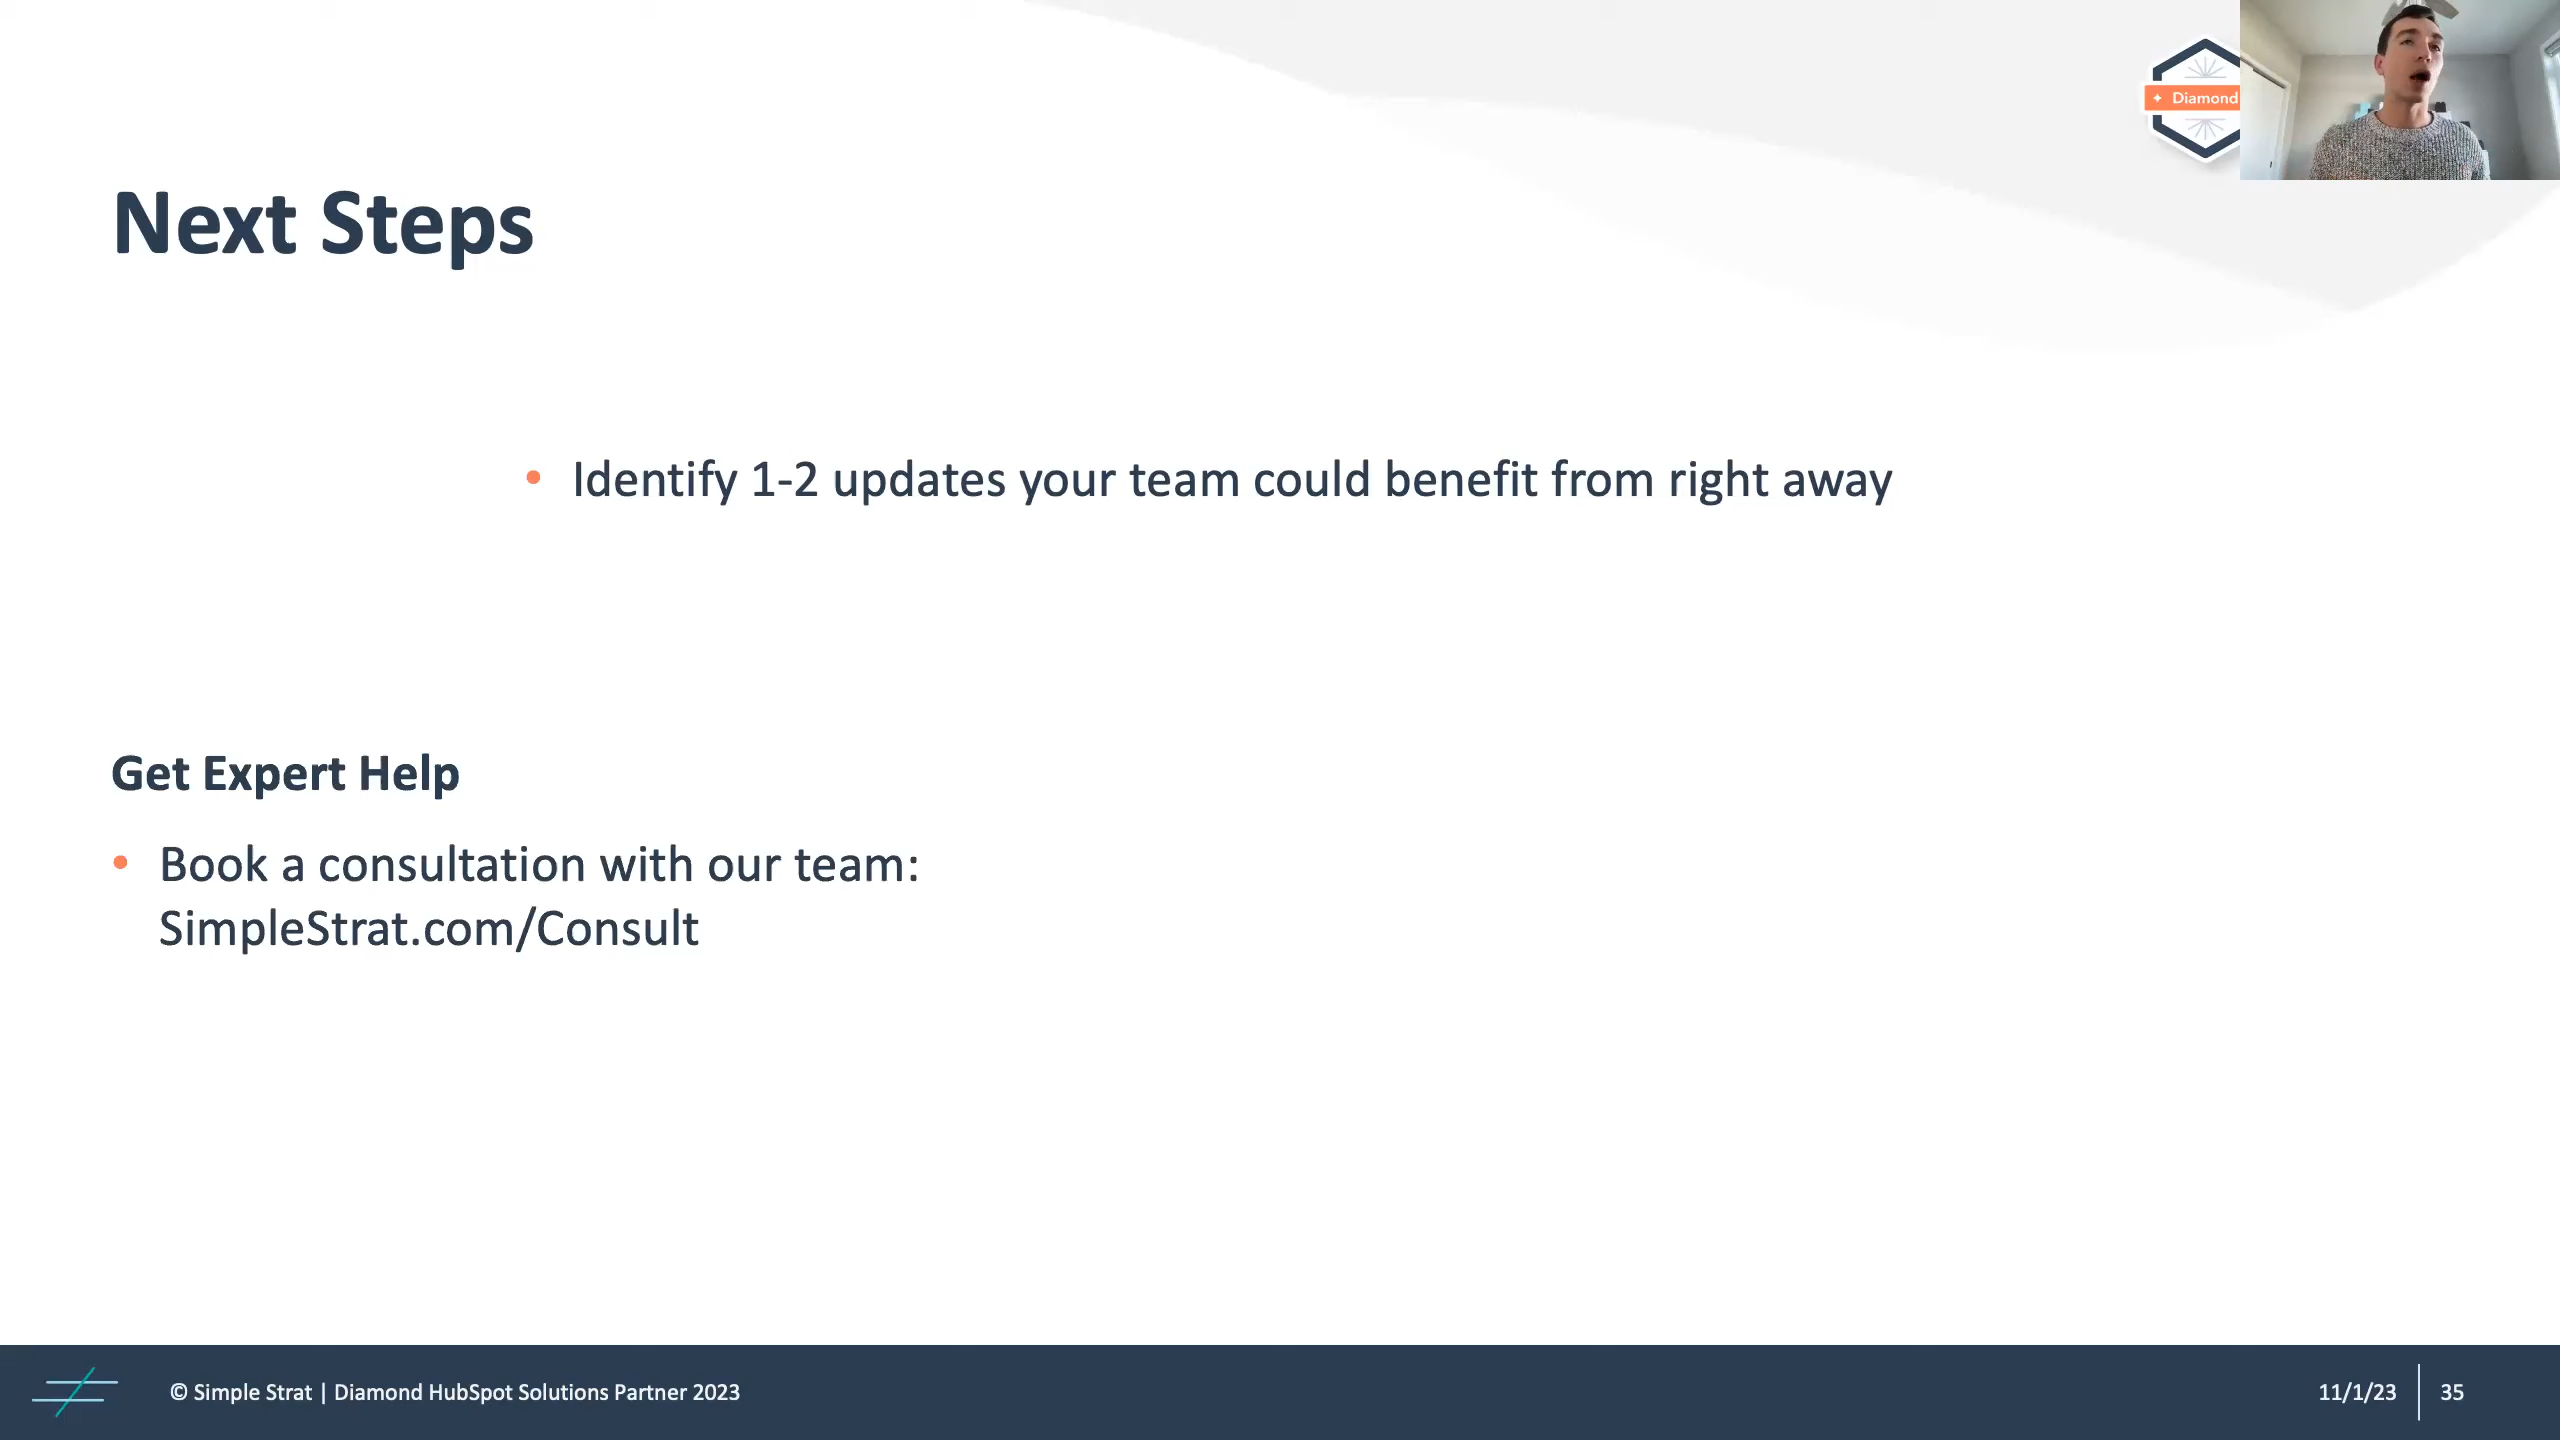 Diamond
Next Steps
• Identify 1-2 updates your team could benefit from right away
Get Expert Help
• Book a consultation with our team:
SimpleStrat.com/Consult
© Simple Strat | Diamond HubSpot Solutions Partner 2023
11/1/23
35